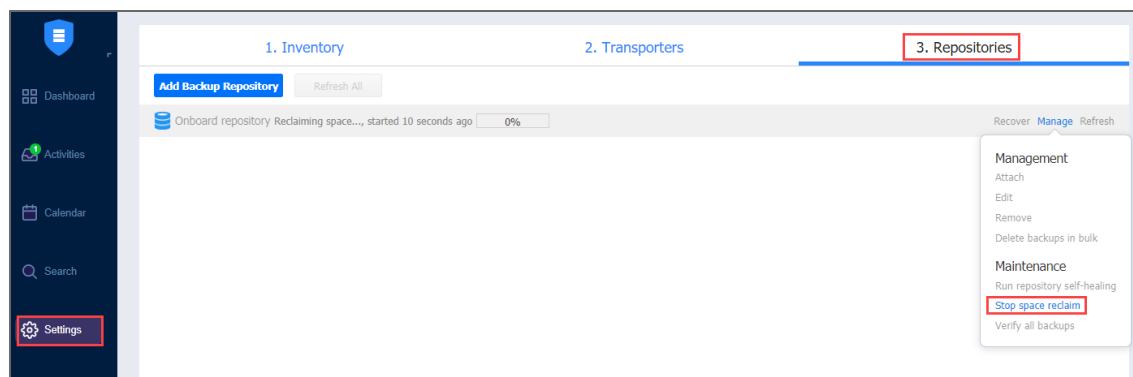 1. Inventory
2. Transporters
3. Repositories
Add Backup Repository
Refresh All
Dashboard
Onboard repository Reclaiming space..., started 10 seconds ago 0%
Recover Manage Refresh
1
Activities
Management
Attach
Edit
Remove
Delete backups in bulk
Calendar
Maintenance
Run repository self-healing
Stop space reclaim
Verify all backups
Search
Settings